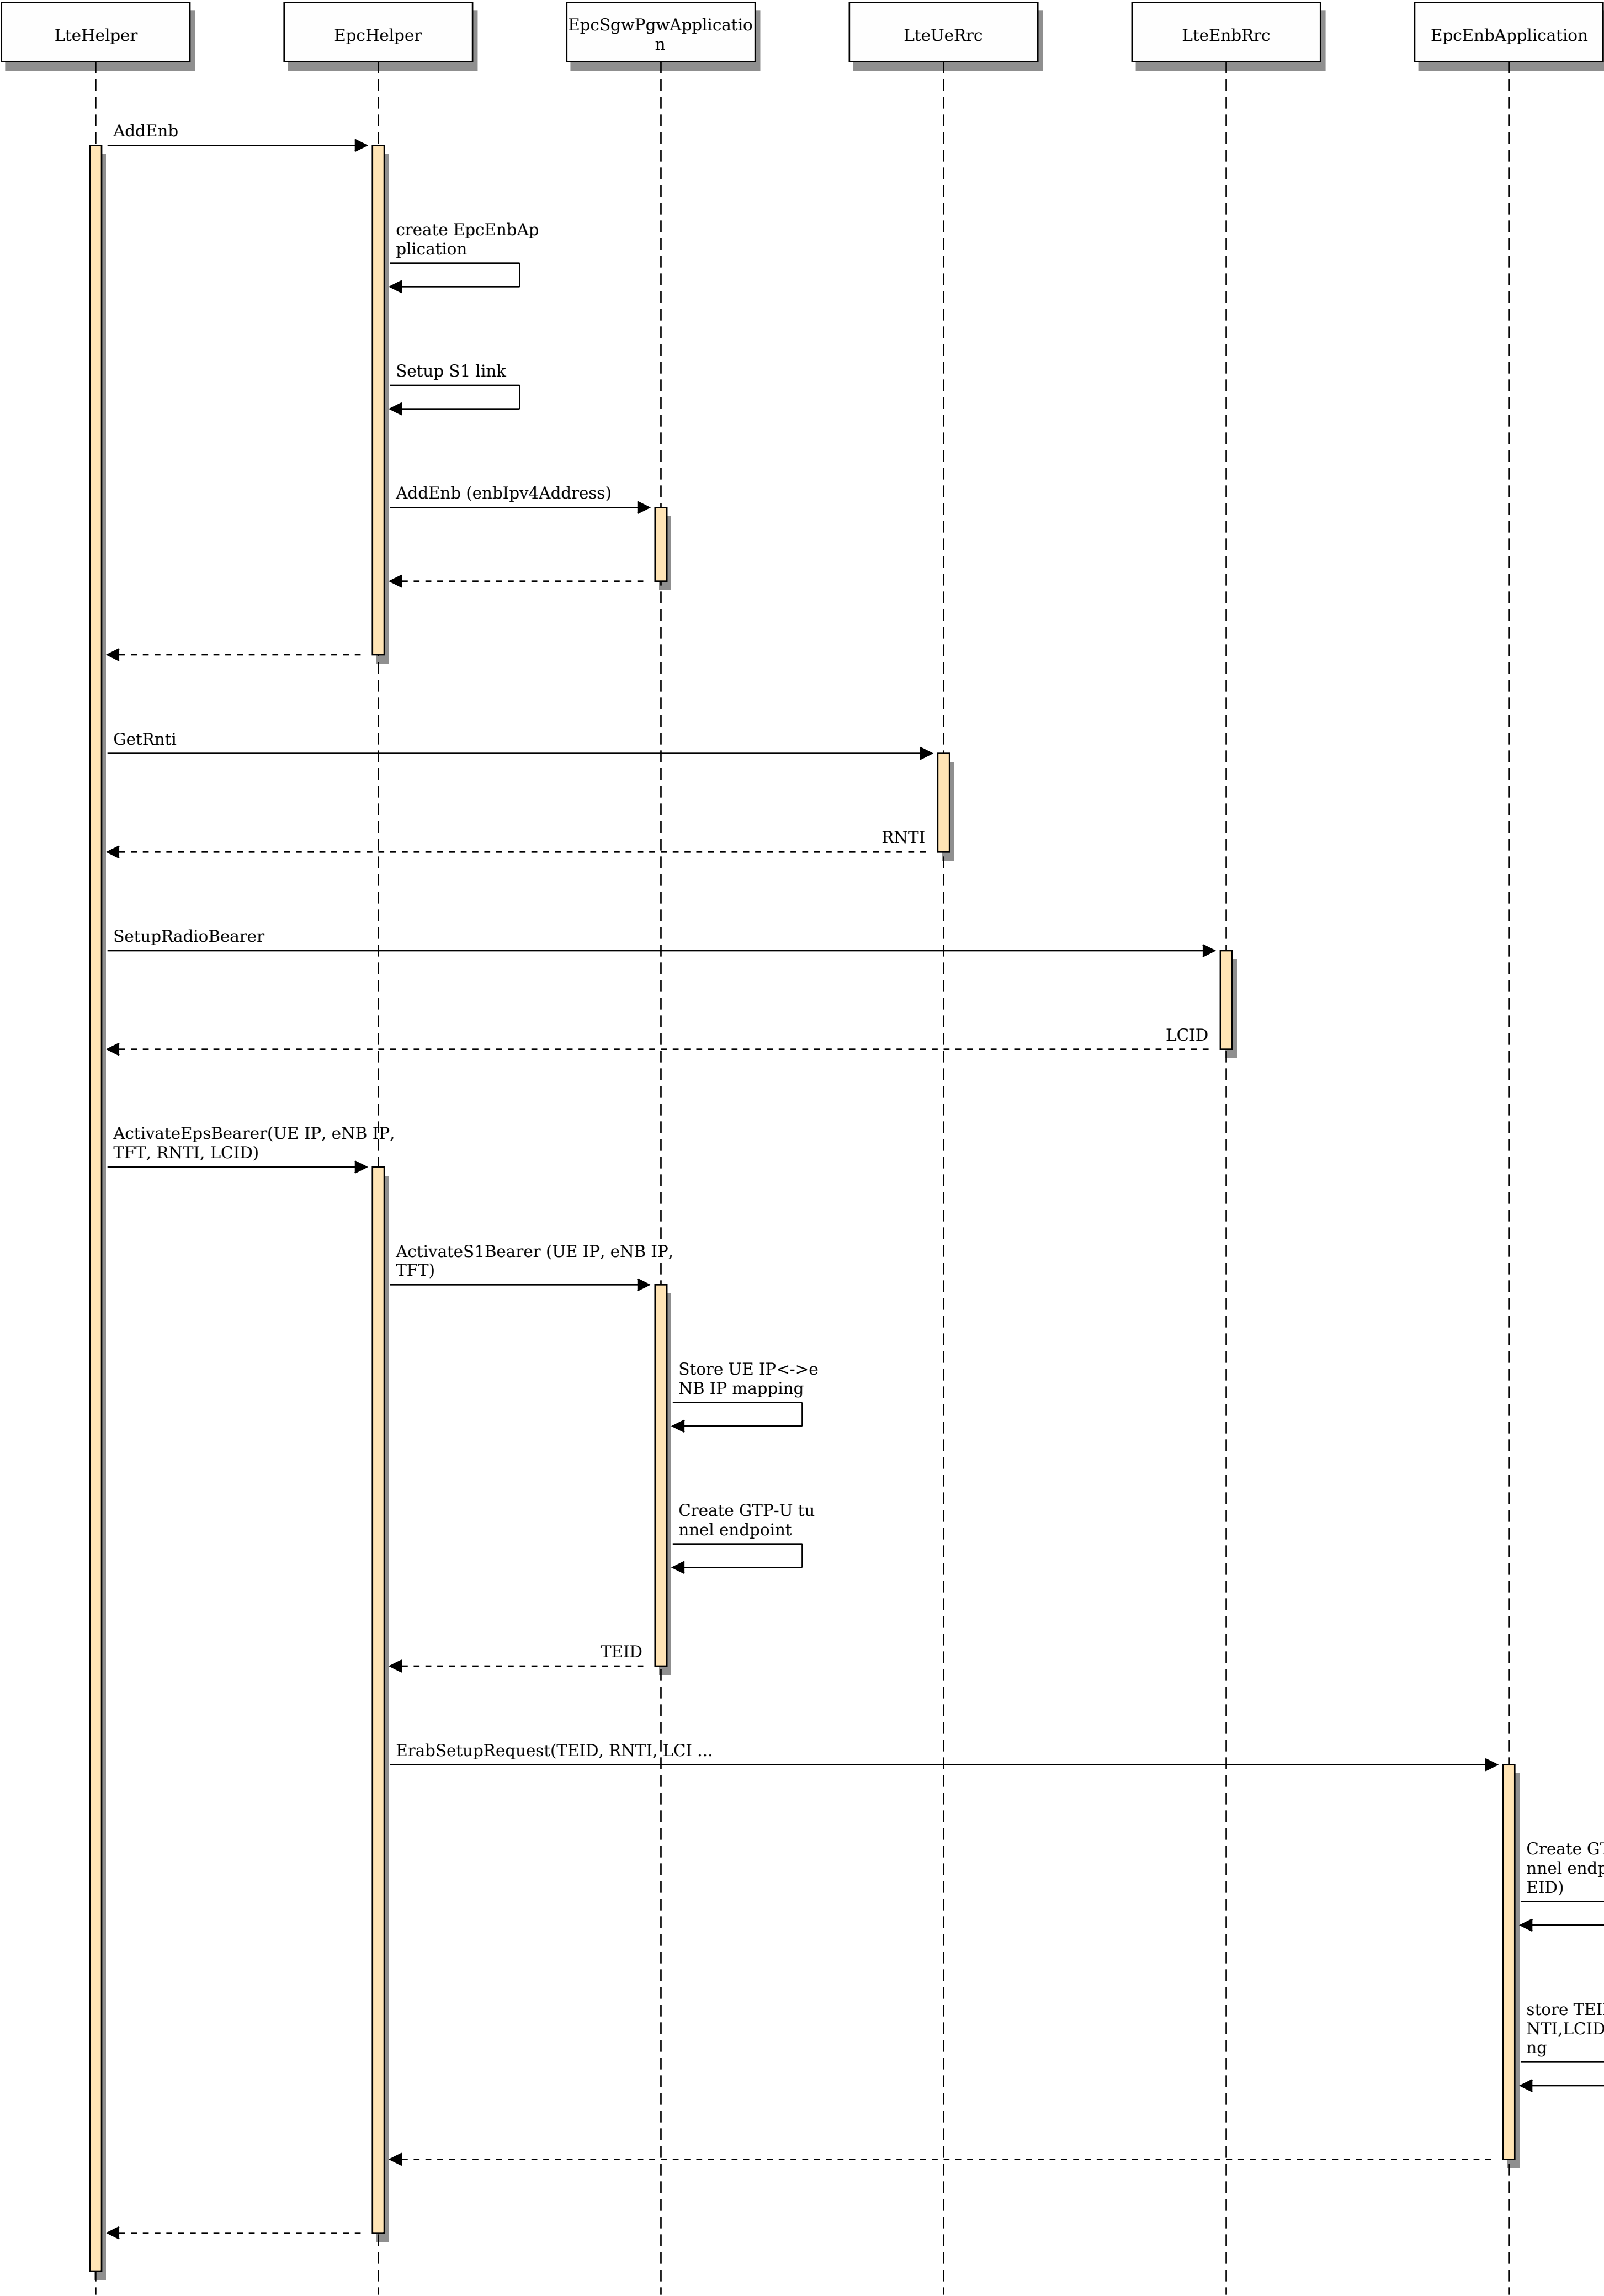 LteHelper
EpcHelper
EpcSgwPgwApplicatio
n
LteUeRrc
LteEnbRrc
EpcEnbApplication
AddEnb
create EpcEnbAp
plication
Setup S1 link
AddEnb (enbIpv4Address)
GetRnti
RNTI
SetupRadioBearer
LCID
ActivateEpsBearer(UE IP, eNB IP,
TFT, RNTI, LCID)
ActivateS1Bearer (UE IP, eNB IP,
TFT)
Store UE IP<->e
NB IP mapping
Create GTP-U tu
nnel endpoint
TEID
ErabSetupRequest(TEID, RNTI, LCI ...
Create
nnel
EID)
store
NTI,LCID
ng